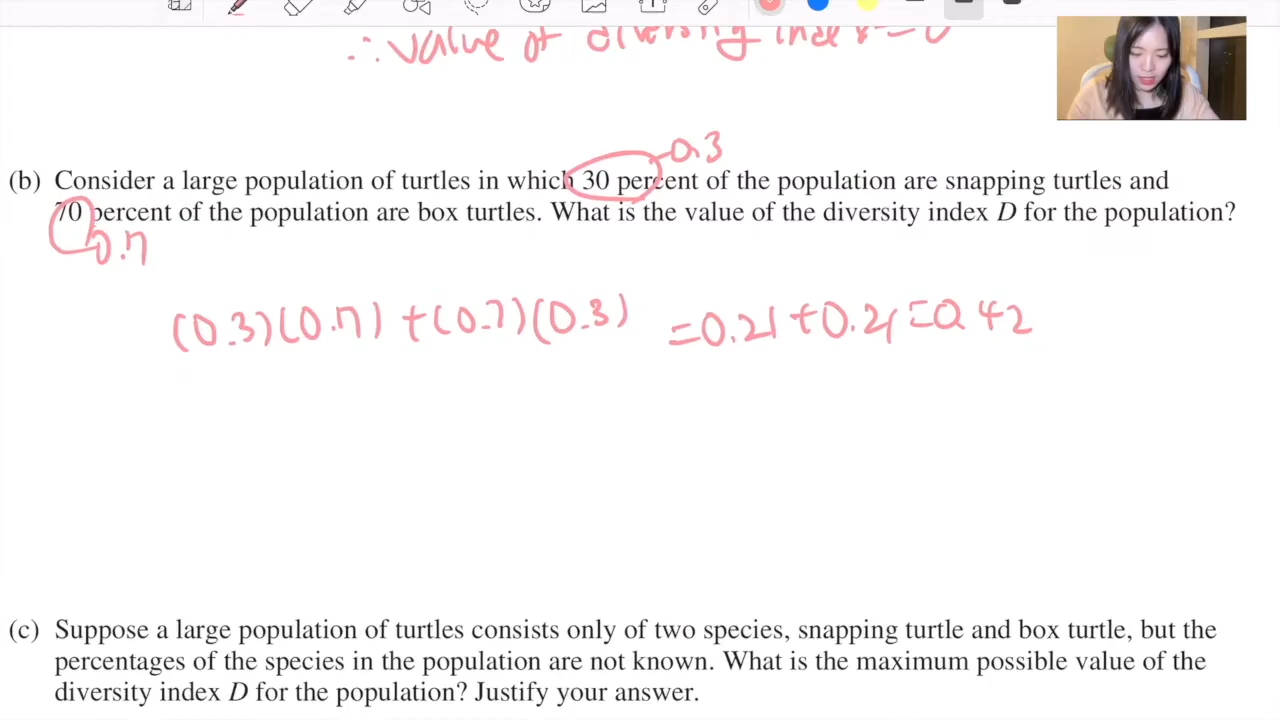 ∴ value of diversity index = 0
0.3
(b) Consider a large population of turtles in which 30 percent of the population are snapping turtles and
70 percent of the population are box turtles. What is the value of the diversity index D for the population?
0.7
(0.3)(0.7) + (0.7)(0.3) = 0.21 + 0.21 = 0.42
(c) Suppose a large population of turtles consists only of two species, snapping turtle and box turtle, but the
percentages of the species in the population are not known. What is the maximum possible value of the
diversity index D for the population? Justify your answer.